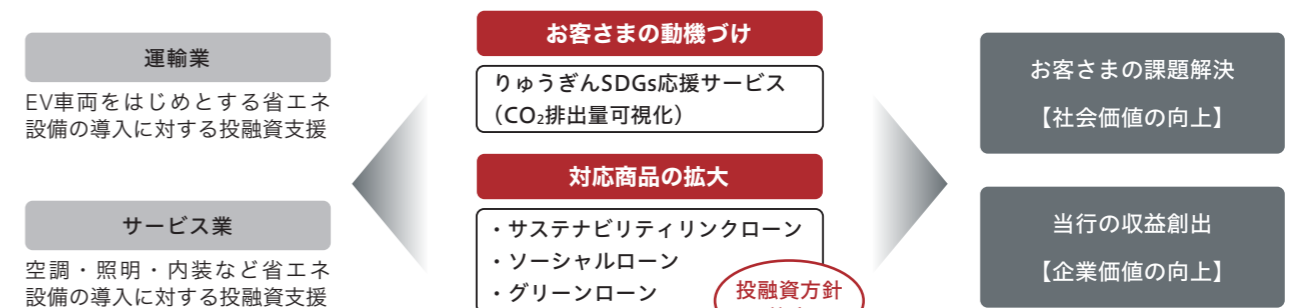 運輸業
EV車両をはじめとする省エネ
設備の導入に対する投融資支援
サービス業
空調・照明・内装など省エネ
設備の導入に対する投融資支援
お客さまの動機づけ
りゅうぎんSDGs応援サービス
（CO₂排出量可視化）
対応商品の拡大
・サステナビリティリンクローン
・ソーシャルローン
・グリーンローン
投融資方針
お客さまの課題解決
【社会価値の向上】
当行の収益創出
【企業価値の向上】